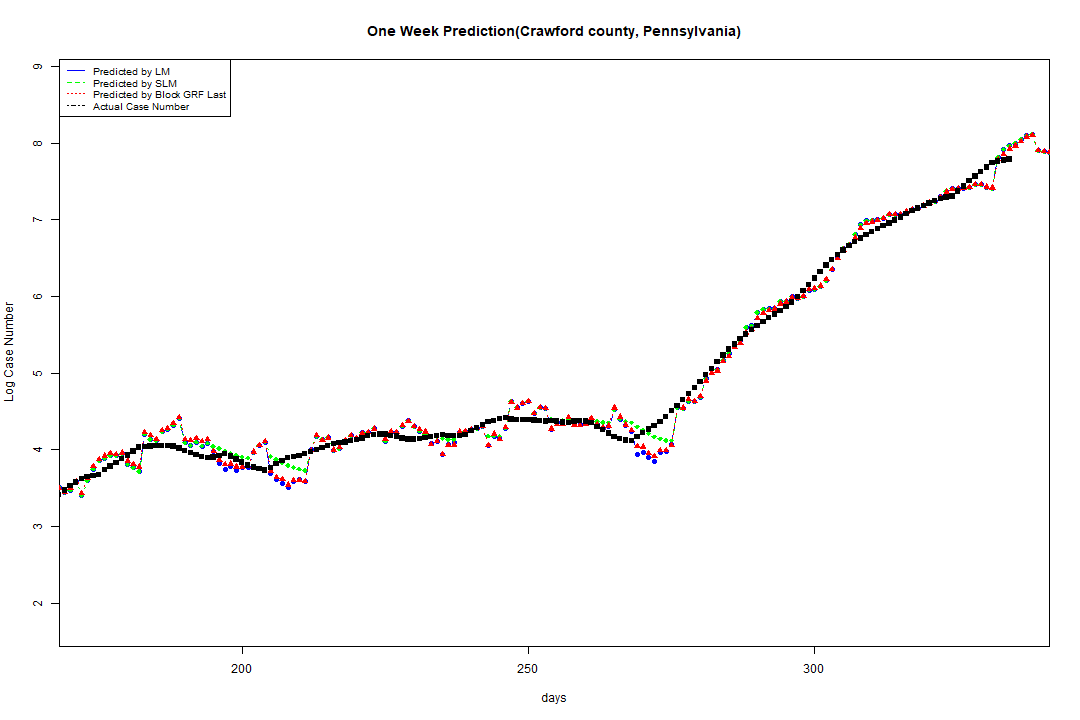 One Week Prediction(Crawford county, Pennsylvania)
Predicted by LM
Predicted by SLM
Predicted by Block GRF Last
Actual Case Number
9
8
7
6
5
4
3
2
Log Case Number
200
250
300
days